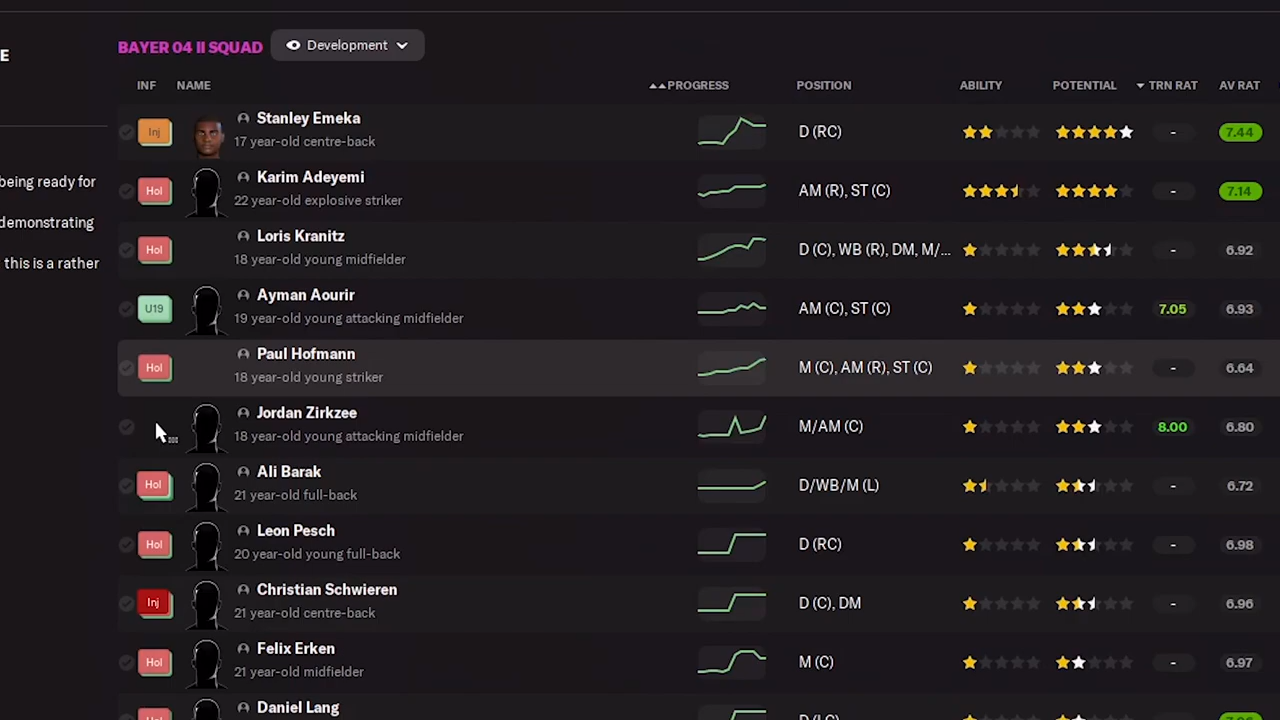 E
being ready for
demonstrating
this is a rather
BAYER 04 II SQUAD Development
INF NAME PROGRESS POSITION ABILITY POTENTIAL TRN RAT AV RAT
Inj Stanley Emeka D (RC) - 7.44
17 year-old centre-back
Hol Karim Adeyemi AM (R), ST (C) - 7.14
22 year-old explosive striker
Hol Loris Kranitz D (C), WB (R), DM, M/... - 6.92
18 year-old young midfielder
U19 Ayman Aourir AM (C), ST (C) 7.05 6.93
19 year-old young attacking midfielder
Hol Paul Hofmann M (C), AM (R), ST (C) - 6.64
18 year-old young striker
Jordan Zirkzee M/AM (C) 8.00 6.80
18 year-old young attacking midfielder
Hol Ali Barak D/WB/M (L) - 6.72
21 year-old full-back
Hol Leon Pesch D (RC) - 6.98
20 year-old young full-back
Inj Christian Schwieren D (C), DM - 6.96
21 year-old centre-back
Hol Felix Erken M (C) - 6.97
21 year-old midfielder
Hol Daniel Lang